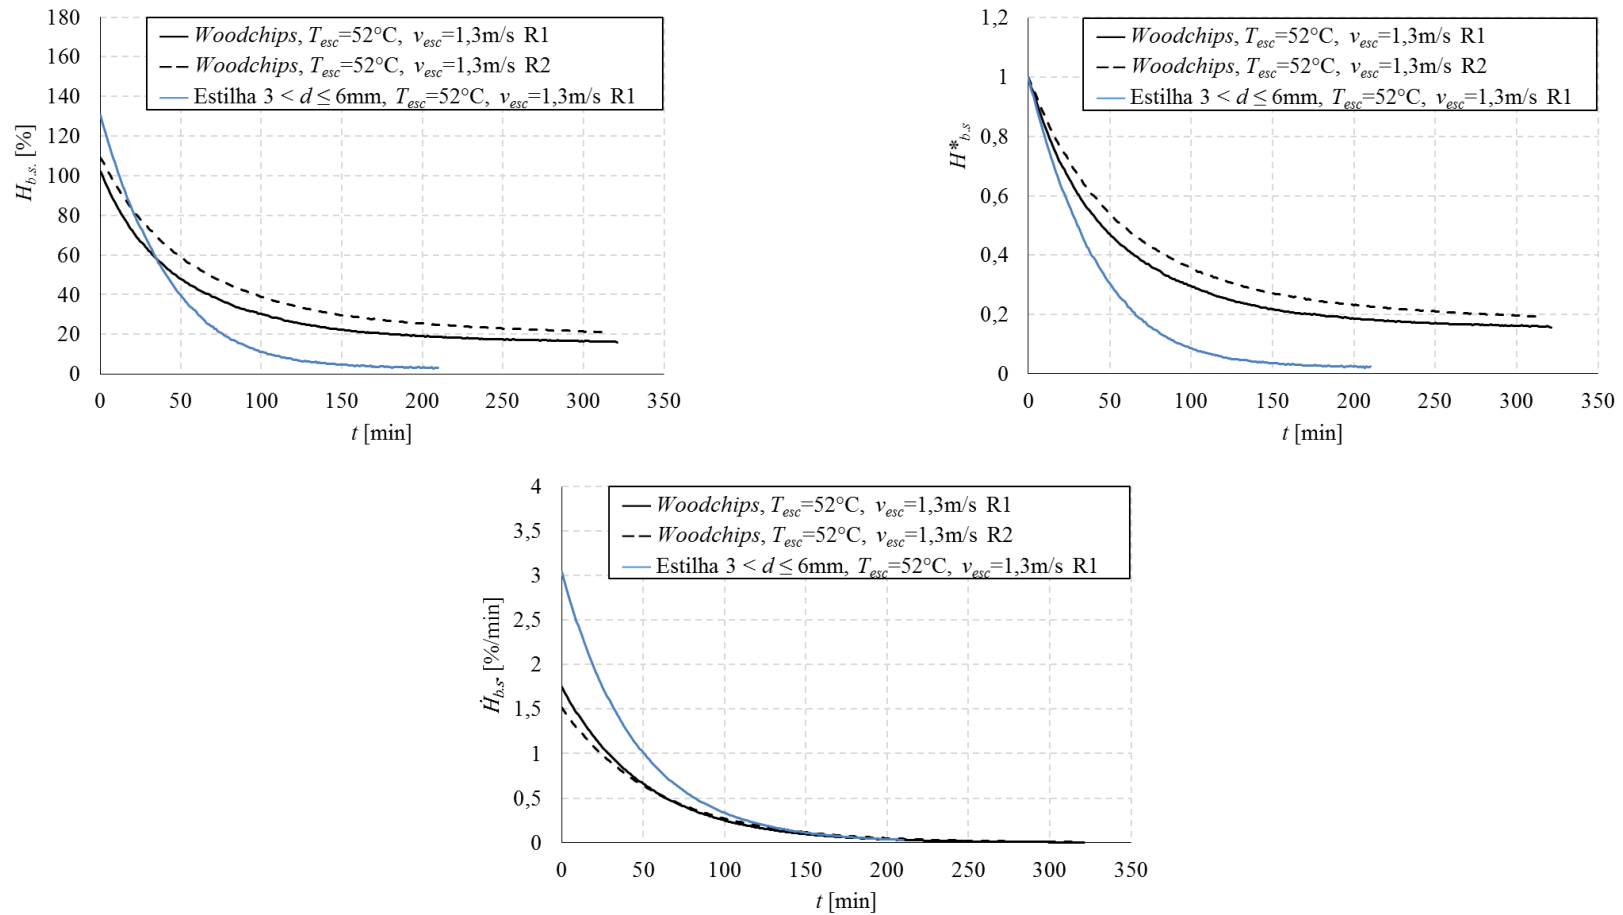 180
160
140
120
100
80
60
40
20
0
H_b.s. [%]
Woodchips, T_esc=52°C, v_esc=1,3m/s R1
Woodchips, T_esc=52°C, v_esc=1,3m/s R2
Estilha 3 < d ≤ 6mm, T_esc=52°C, v_esc=1,3m/s R1
0 50 100 150 200 250 300 350
t [min]
1,2
1
0,8
0,6
0,4
0,2
0
H*_b.s
Woodchips, T_esc=52°C, v_esc=1,3m/s R1
Woodchips, T_esc=52°C, v_esc=1,3m/s R2
Estilha 3 < d ≤ 6mm, T_esc=52°C, v_esc=1,3m/s R1
0 50 100 150 200 250 300 350
t [min]
4
3,5
3
2,5
2
1,5
1
0,5
0
Ḣ_b.s. [%/min]
Woodchips, T_esc=52°C, v_esc=1,3m/s R1
Woodchips, T_esc=52°C, v_esc=1,3m/s R2
Estilha 3 < d ≤ 6mm, T_esc=52°C, v_esc=1,3m/s R1
0 50 100 150 200 250 300 350
t [min]